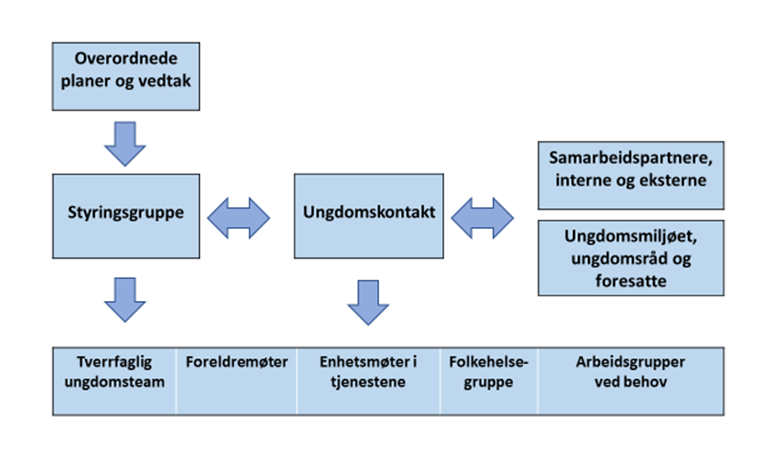 Overordnede
planer og vedtak
Styringsgruppe
Ungdomskontakt
Samarbeidspartnere,
interne og eksterne
Ungdomsmiljøet,
ungdomsråd og
foresatte
Tverrfaglig
ungdomsteam
Foreldremøter
Enhetsmøter i
tjenestene
Folkehelse-
gruppe
Arbeidsgrupper
ved behov